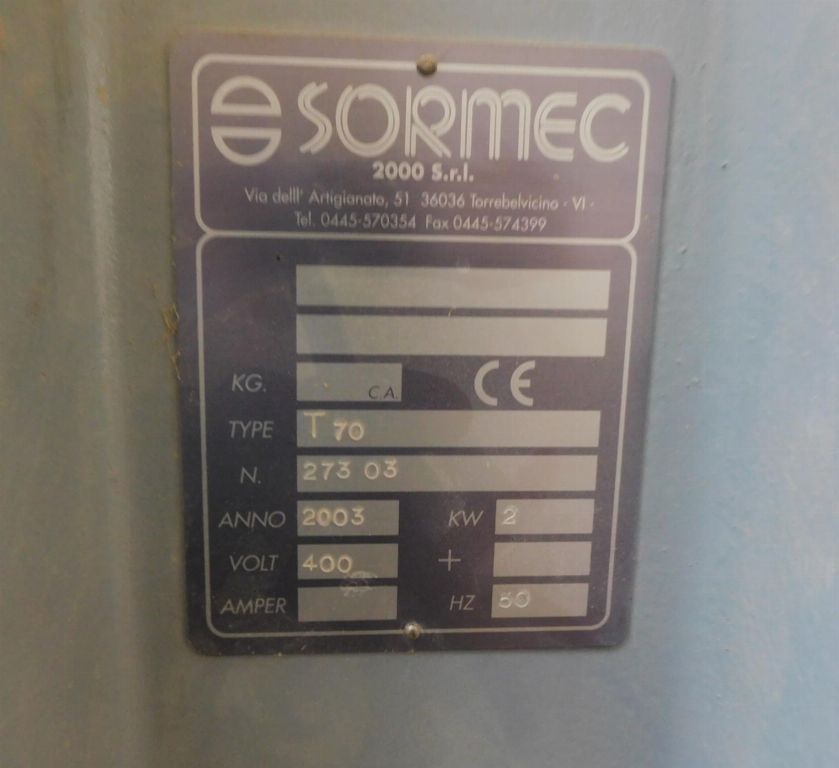 SORMEC
2000 S.r.l.
Via delll' Artigianato, 51 36036 Torrebelvicino - VI -
Tel. 0445-570354 Fax 0445-574399
KG. C.A. CE
TYPE T 70
N. 273 03
ANNO 2003 KW 2
VOLT 400 +
AMPER HZ 50